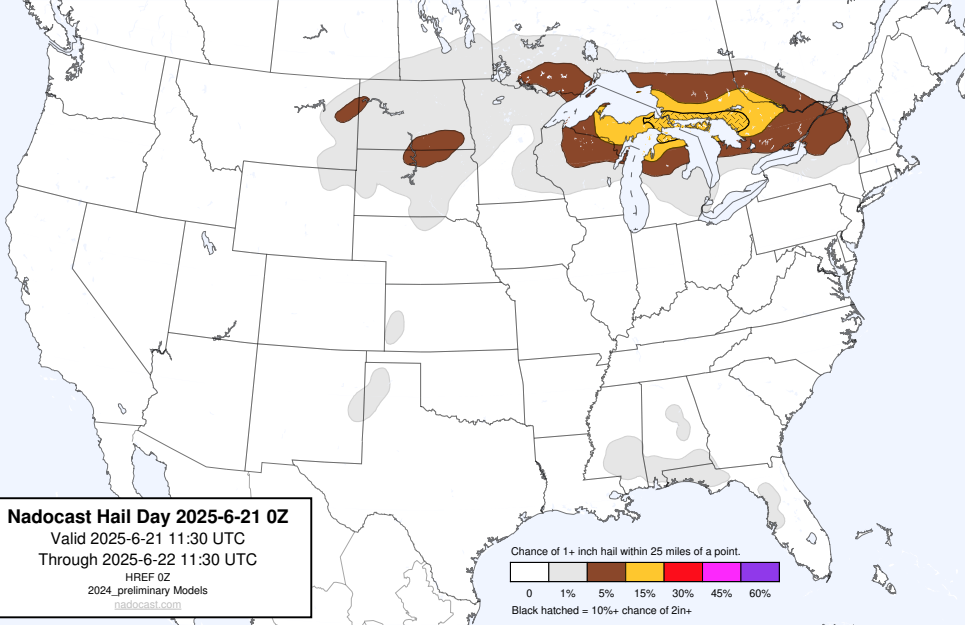 Nadocast Hail Day 2025-6-21 0Z
Valid 2025-6-21 11:30 UTC
Through 2025-6-22 11:30 UTC
HREF 0Z
2024_preliminary Models
nadocast.com
Chance of 1+ inch hail within 25 miles of a point.
0 1% 5% 15% 30% 45% 60%
Black hatched = 10%+ chance of 2in+